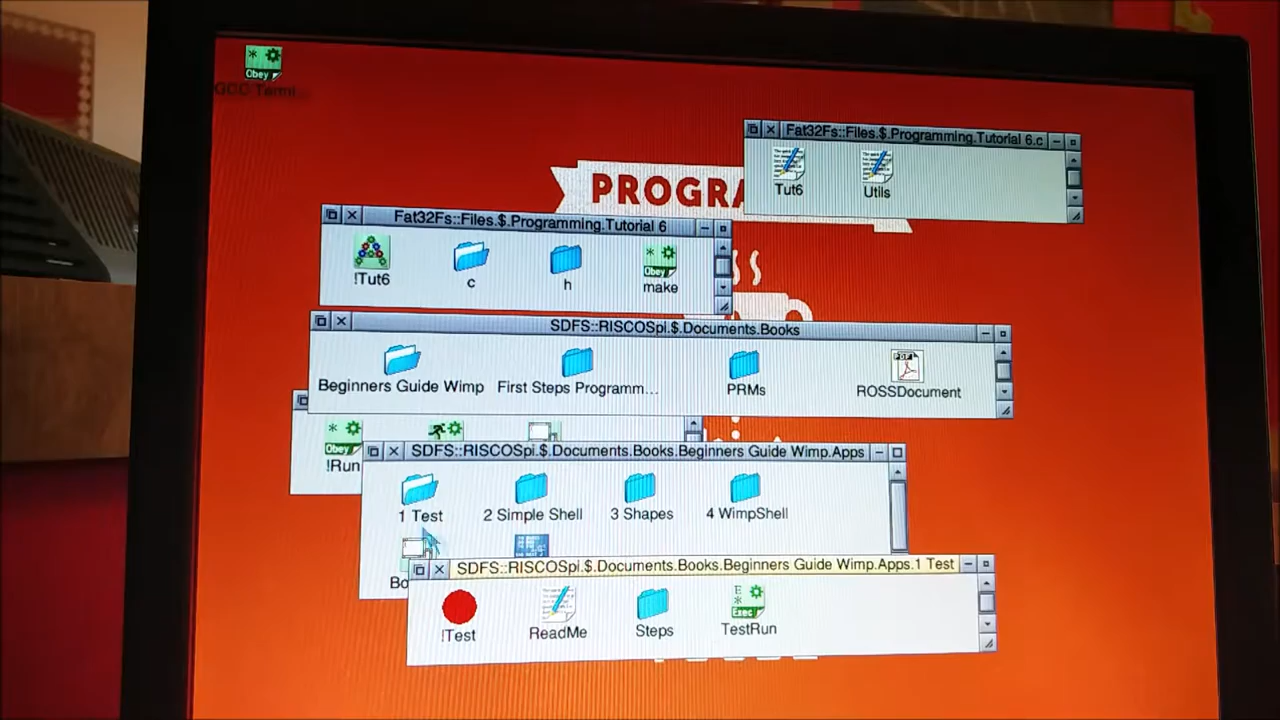 Obey
GCC Termi...
Fat32Fs::Files.$.Programming.Tutorial 6.c
Tut6
Utils
PROGRA
Fat32Fs::Files.$.Programming.Tutorial 6
!Tut6
c
h
Obey
make
SDFS::RISCOSpi.$.Documents.Books
Beginners Guide Wimp
First Steps Programm...
PRMs
PDF
ROSSDocument
Obey
!Run
SDFS::RISCOSpi.$.Documents.Books.Beginners Guide Wimp.Apps
1 Test
2 Simple Shell
3 Shapes
4 WimpShell
Bo
SDFS::RISCOSpi.$.Documents.Books.Beginners Guide Wimp.Apps.1 Test
!Test
ReadMe
Steps
Exec
TestRun